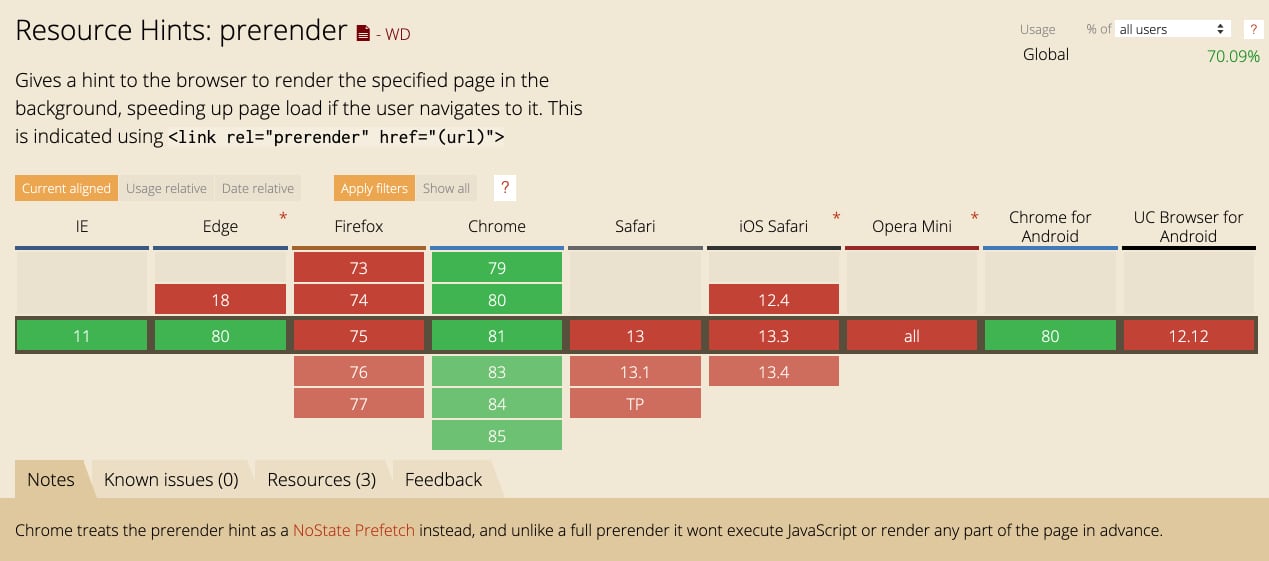 Resource Hints: prerender - WD
Usage % of all users ?
Global 70.09%
Gives a hint to the browser to render the specified page in the
background, speeding up page load if the user navigates to it. This
is indicated using <link rel="prerender" href="(url)">
Current aligned Usage relative Date relative Apply filters Show all ?
IE Edge * Firefox Chrome Safari iOS Safari * Opera Mini * Chrome for Android UC Browser for Android
73 79
18 74 80 12.4
11 80 75 81 13 13.3 all 80 12.12
76 83 13.1 13.4
77 84 TP
85
Notes Known issues (0) Resources (3) Feedback
Chrome treats the prerender hint as a NoState Prefetch instead, and unlike a full prerender it wont execute JavaScript or render any part of the page in advance.